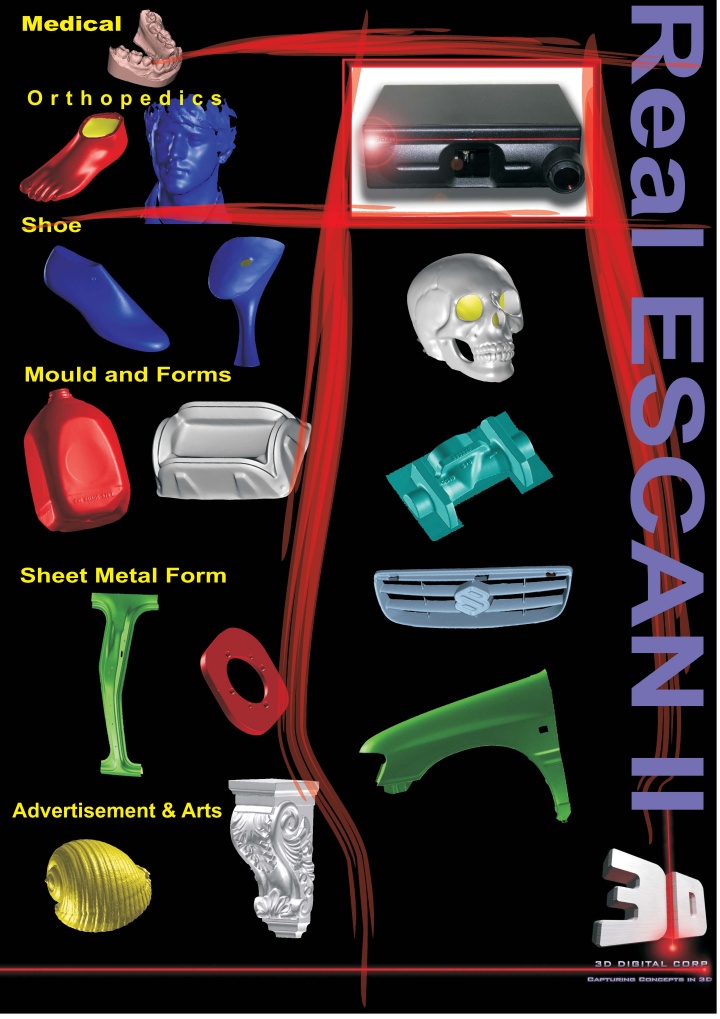 Medical
Orthopedics
Shoe
Mould and Forms
Sheet Metal Form
Advertisement & Arts
Real ESCAN II
3D
3D DIGITAL CORP
CAPTURING CONCEPTS IN 3D